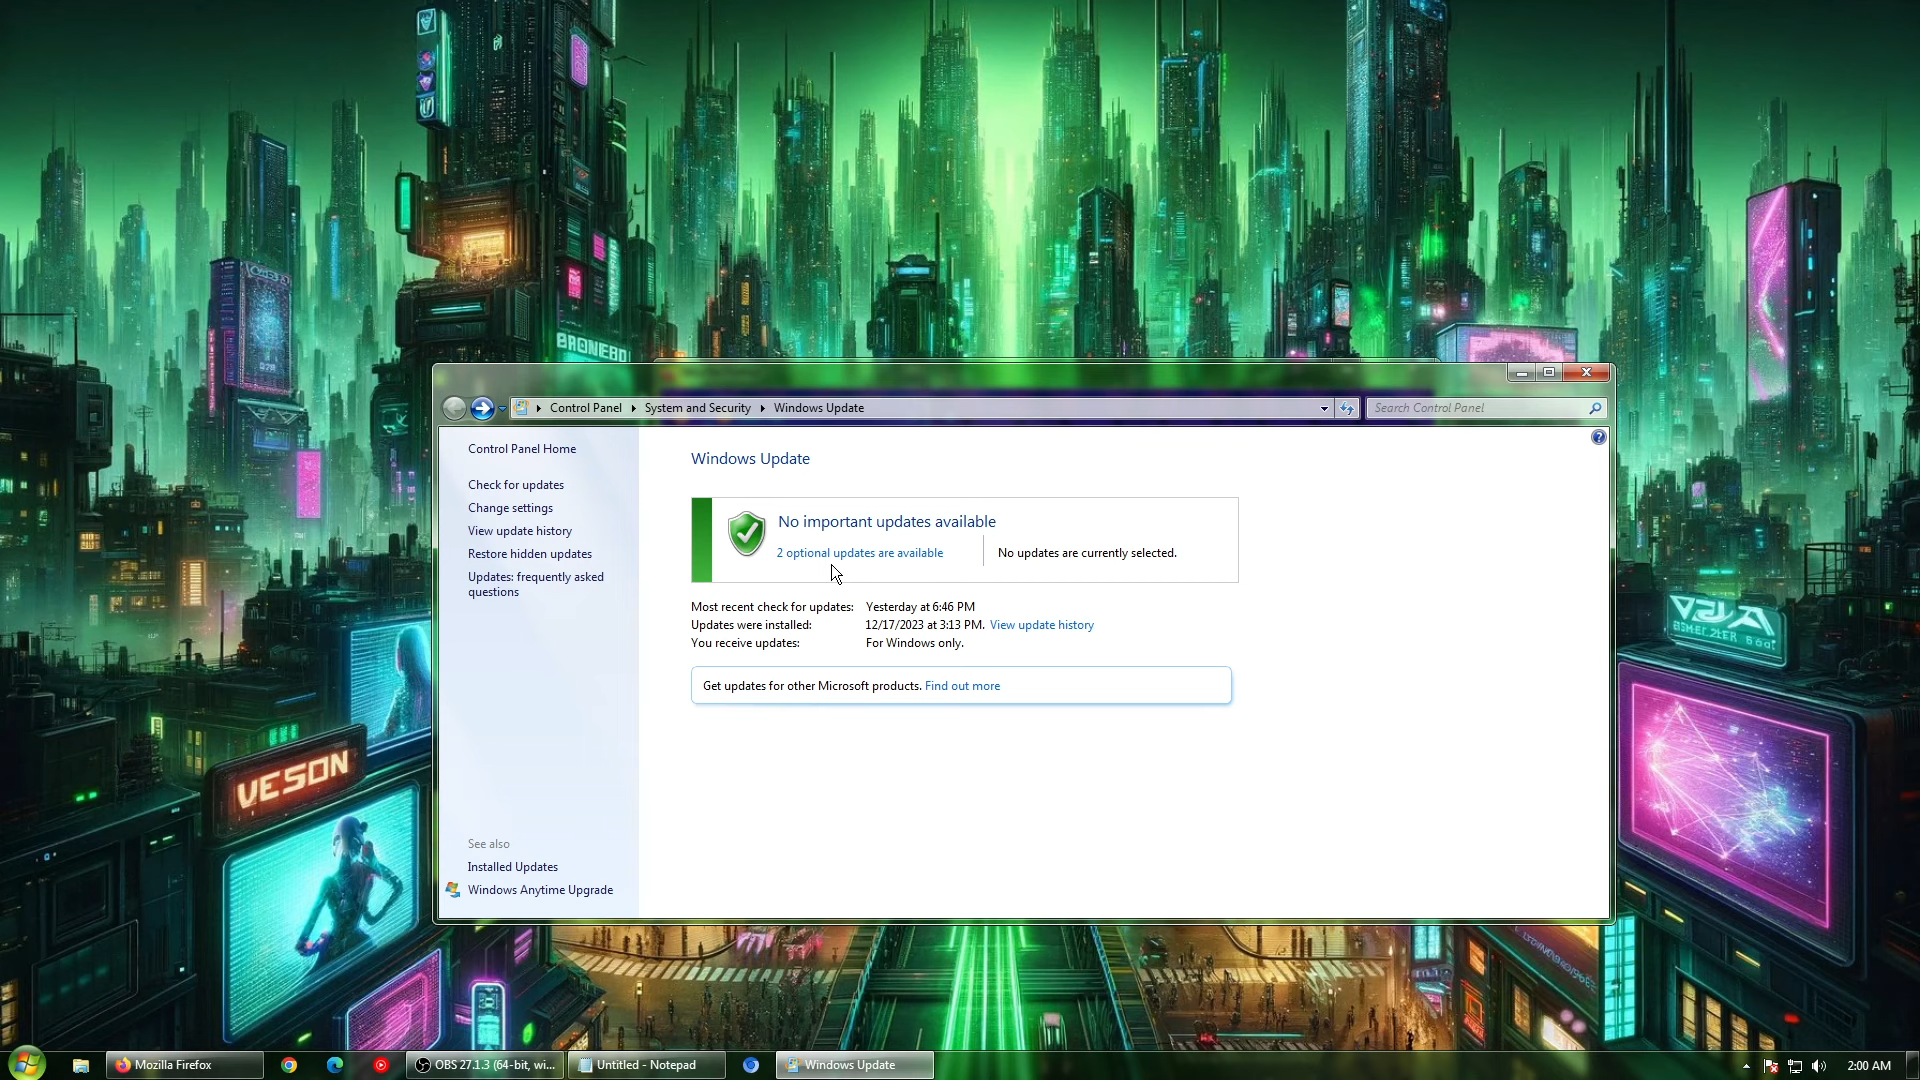 BRONEBO
VESON
Control Panel
System and Security
Windows Update
Search Control Panel
Control Panel Home
Check for updates
Change settings
View update history
Restore hidden updates
Updates: frequently asked
questions
See also
Installed Updates
Windows Anytime Upgrade
Windows Update
No important updates available
2 optional updates are available
No updates are currently selected.
Most recent check for updates: Yesterday at 6:46 PM
Updates were installed: 12/17/2023 at 3:13 PM. View update history
You receive updates: For Windows only.
Get updates for other Microsoft products. Find out more
Mozilla Firefox
OBS 27.1.3 (64-bit, wi...
Untitled - Notepad
Windows Update
2:00 AM